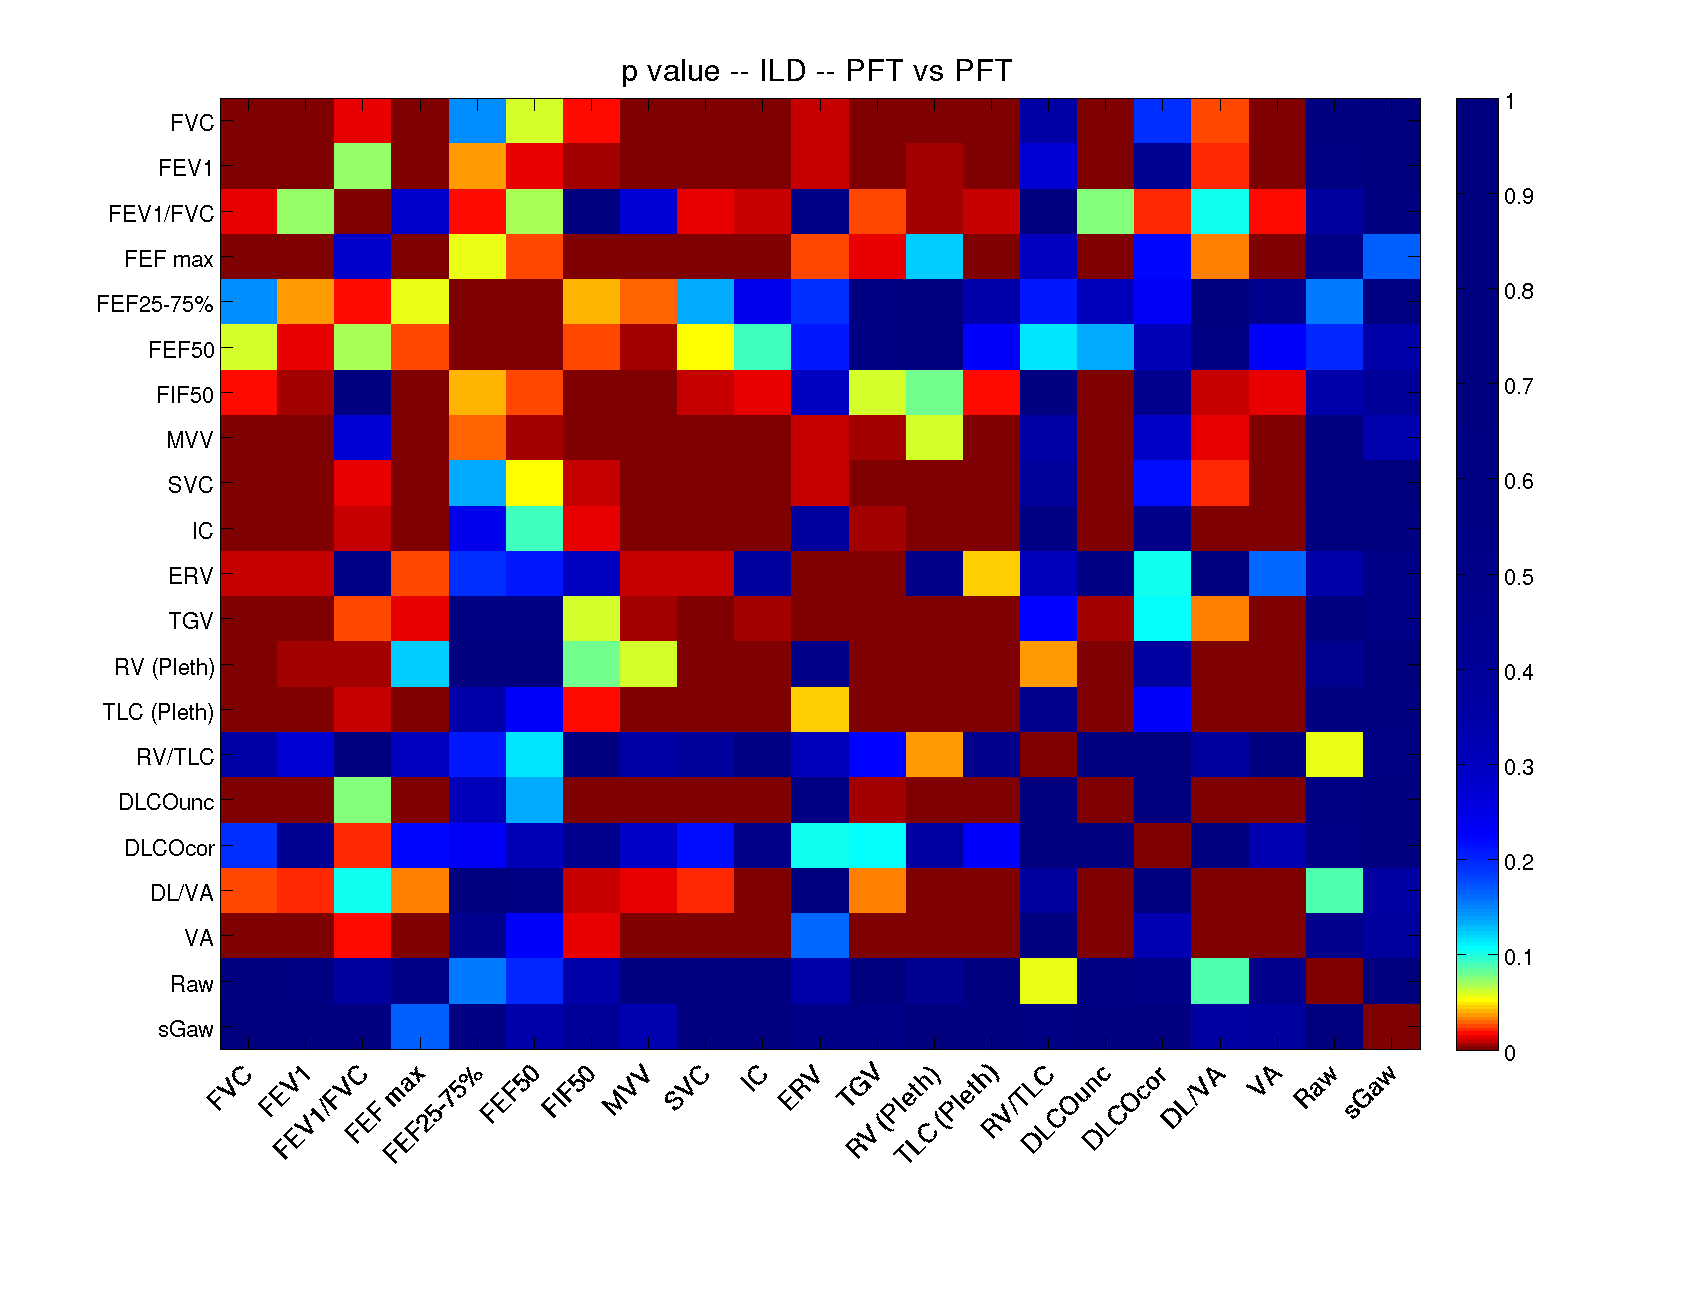 p value -- ILD -- PFT vs PFT
FVC
FEV1
FEV1/FVC
FEF max
FEF25-75%
FEF50
FIF50
MVV
SVC
IC
ERV
TGV
RV (Pleth)
TLC (Pleth)
RV/TLC
DLCOunc
DLCOcor
DL/VA
VA
Raw
sGaw
FVC
FEV1
FEV1/FVC
FEF max
FEF25-75%
FEF50
FIF50
MVV
SVC
IC
ERV
TGV
RV (Pleth)
TLC (Pleth)
RV/TLC
DLCOunc
DLCOcor
DL/VA
VA
Raw
sGaw
1
0.9
0.8
0.7
0.6
0.5
0.4
0.3
0.2
0.1
0